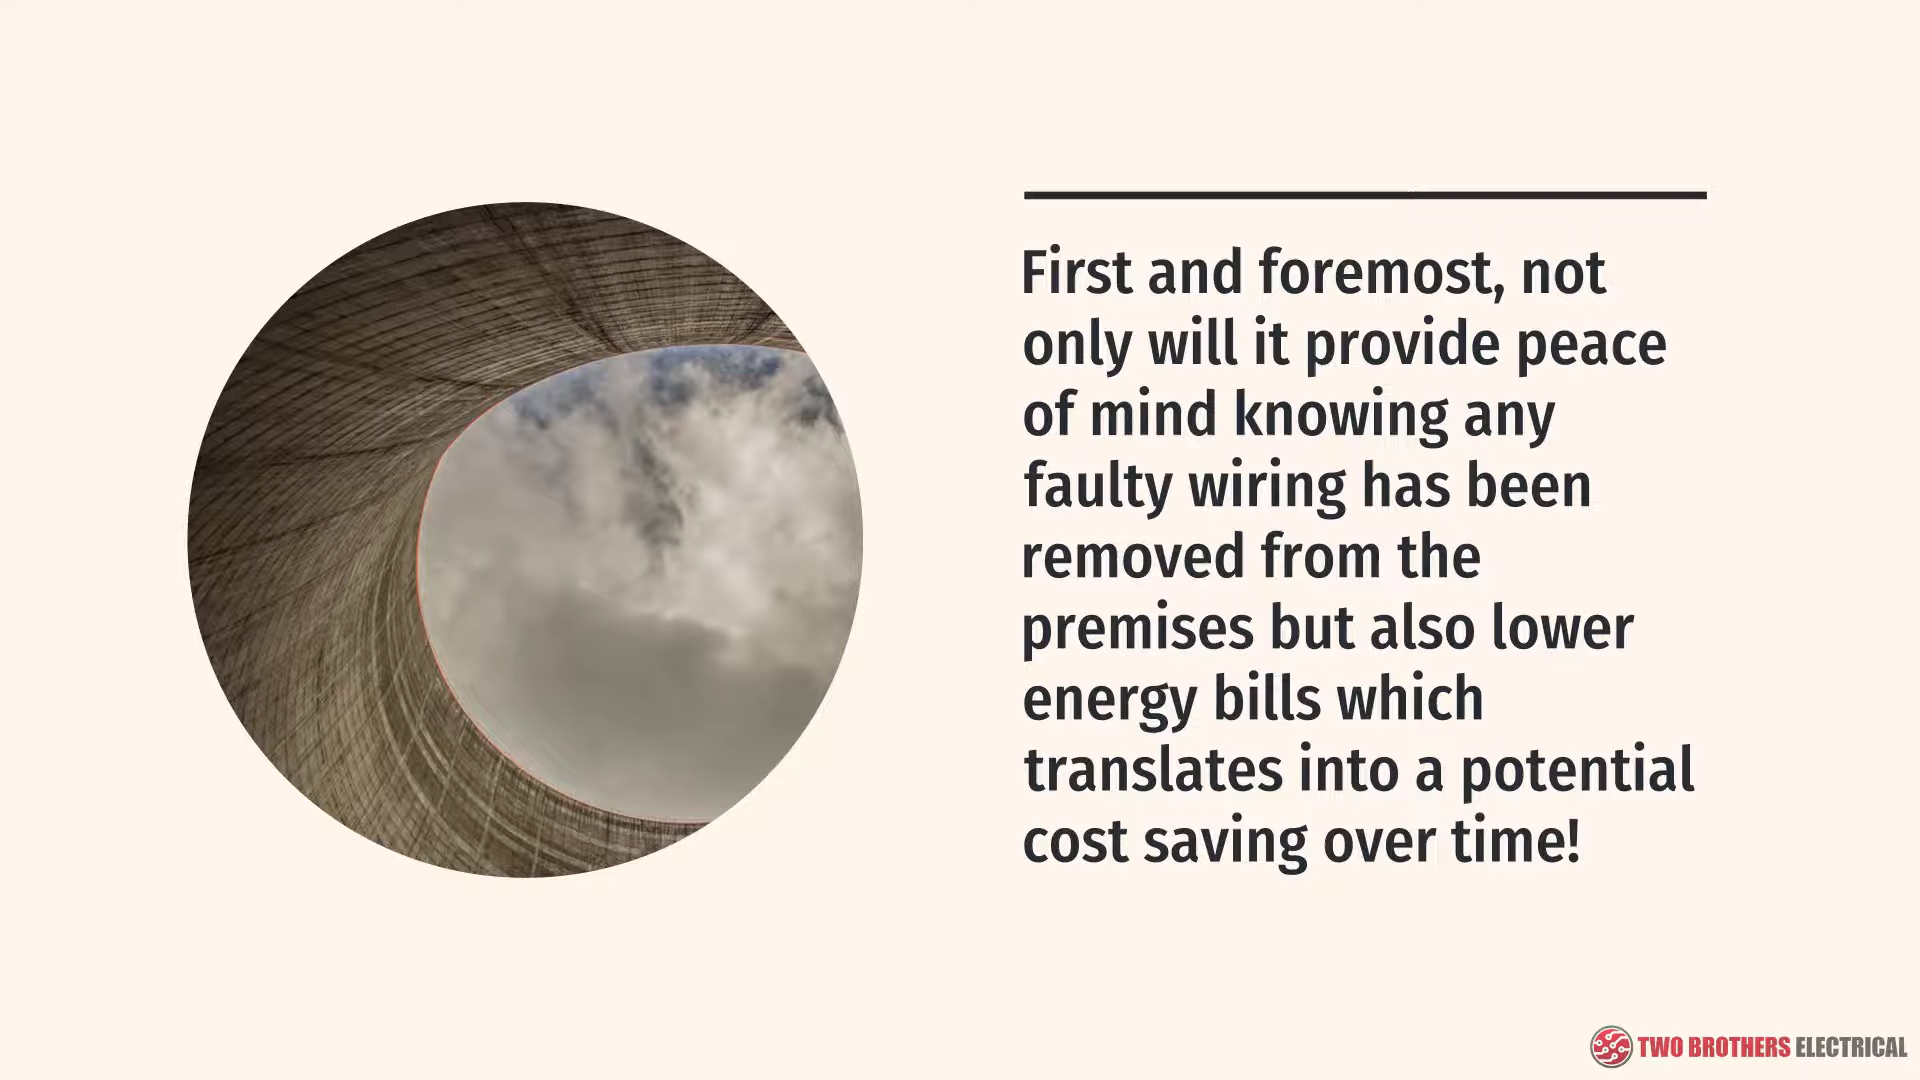 First and foremost, not
only will it provide peace
of mind knowing any
faulty wiring has been
removed from the
premises but also lower
energy bills which
translates into a potential
cost saving over time!
TWO BROTHERS ELECTRICAL